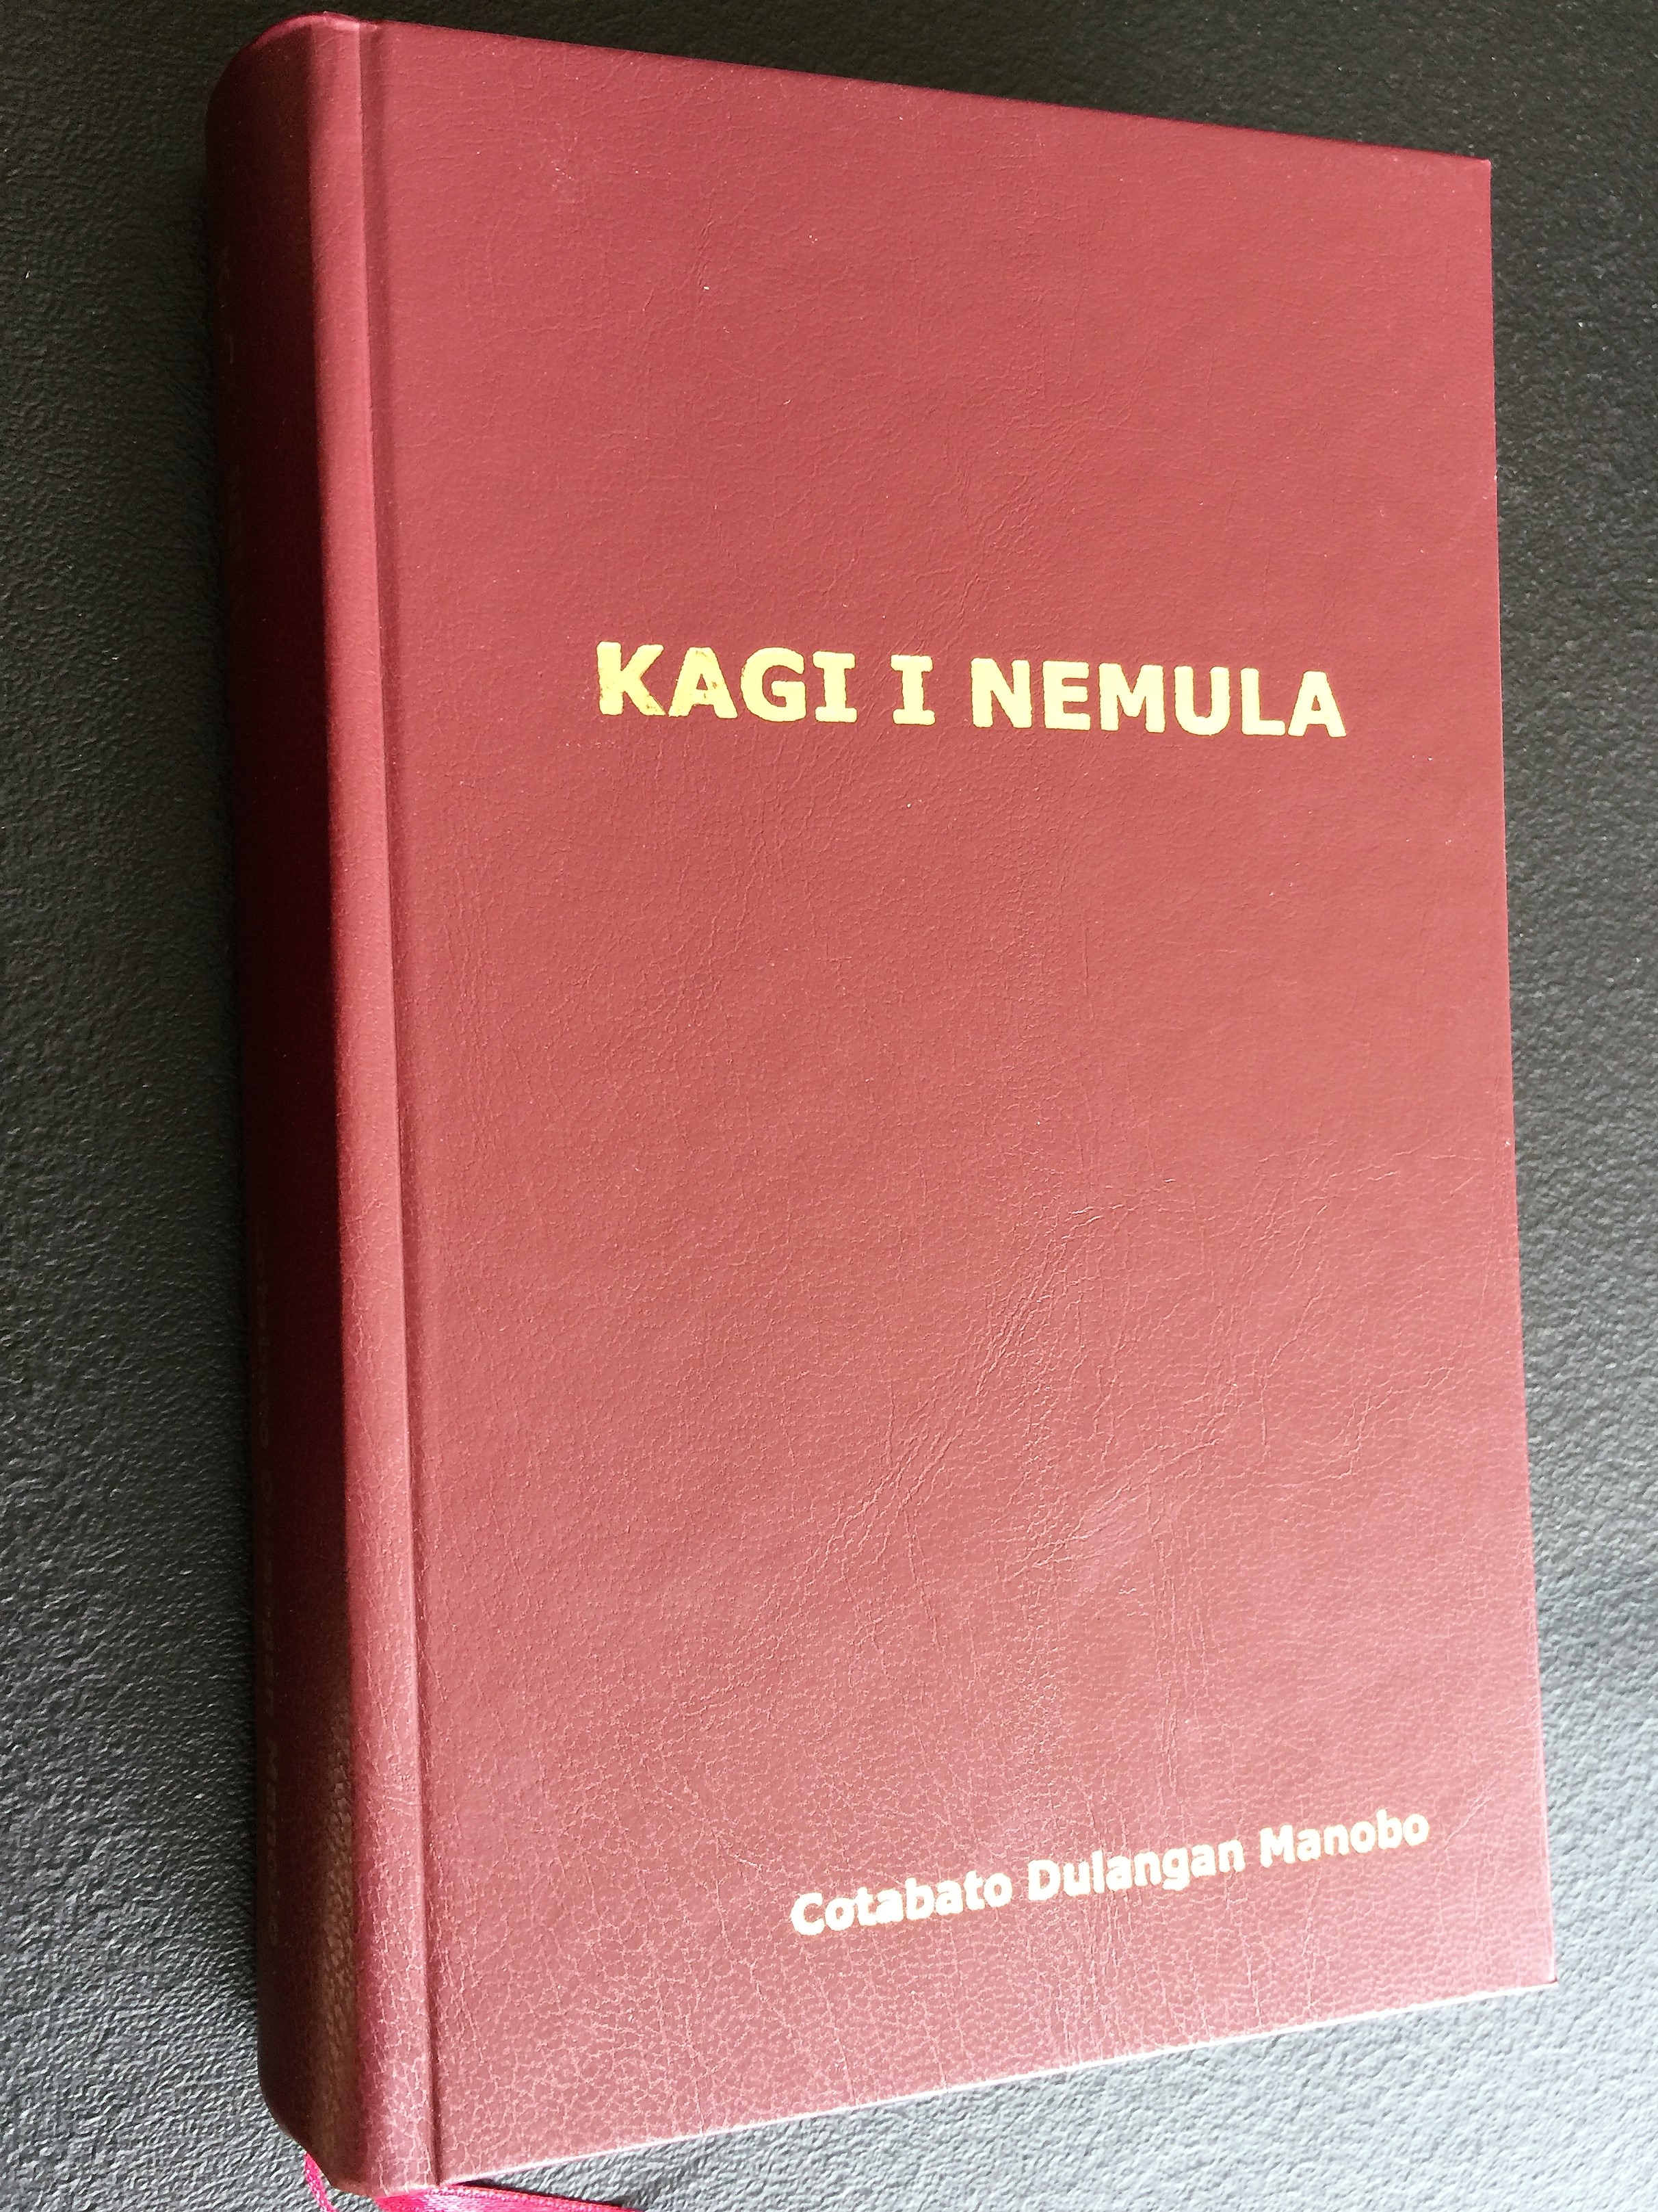 KAGI I NEMULA
Cotabato Dulangan Manobo